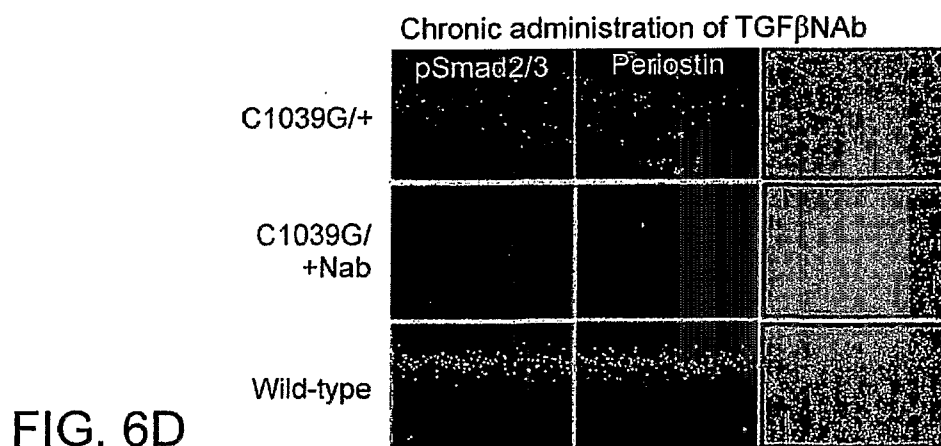 Chronic administration of TGFβNAb
pSmad2/3 Periostin
C1039G/+
C1039G/
+Nab
Wild-type
FIG. 6D